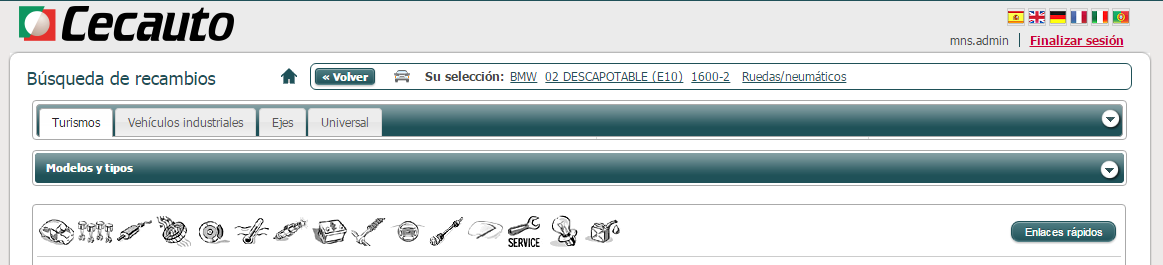 Cecauto
mns.admin | Finalizar sesión
Búsqueda de recambios
« Volver
Su selección: BMW 02 DESCAPOTABLE (E10) 1600-2 Ruedas/neumáticos
Turismos Vehículos industriales Ejes Universal
Modelos y tipos
SERVICE
Enlaces rápidos